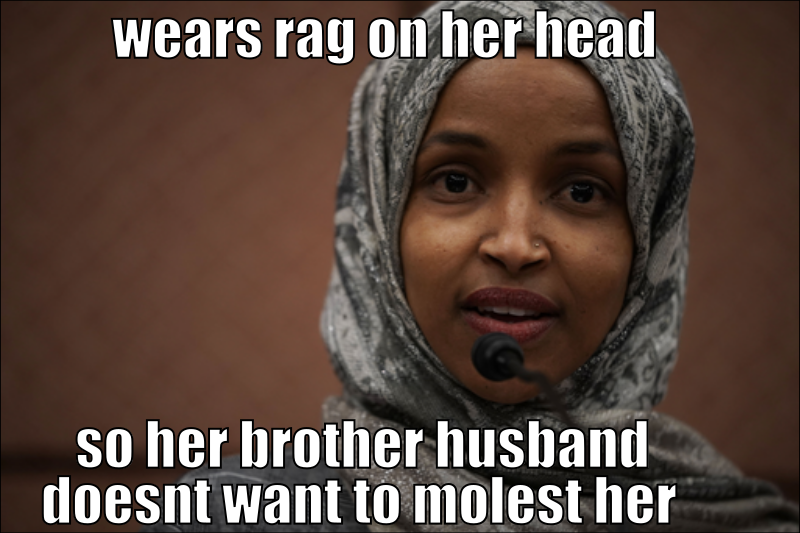 wears rag on her head
so her brother husband
doesnt want to molest her